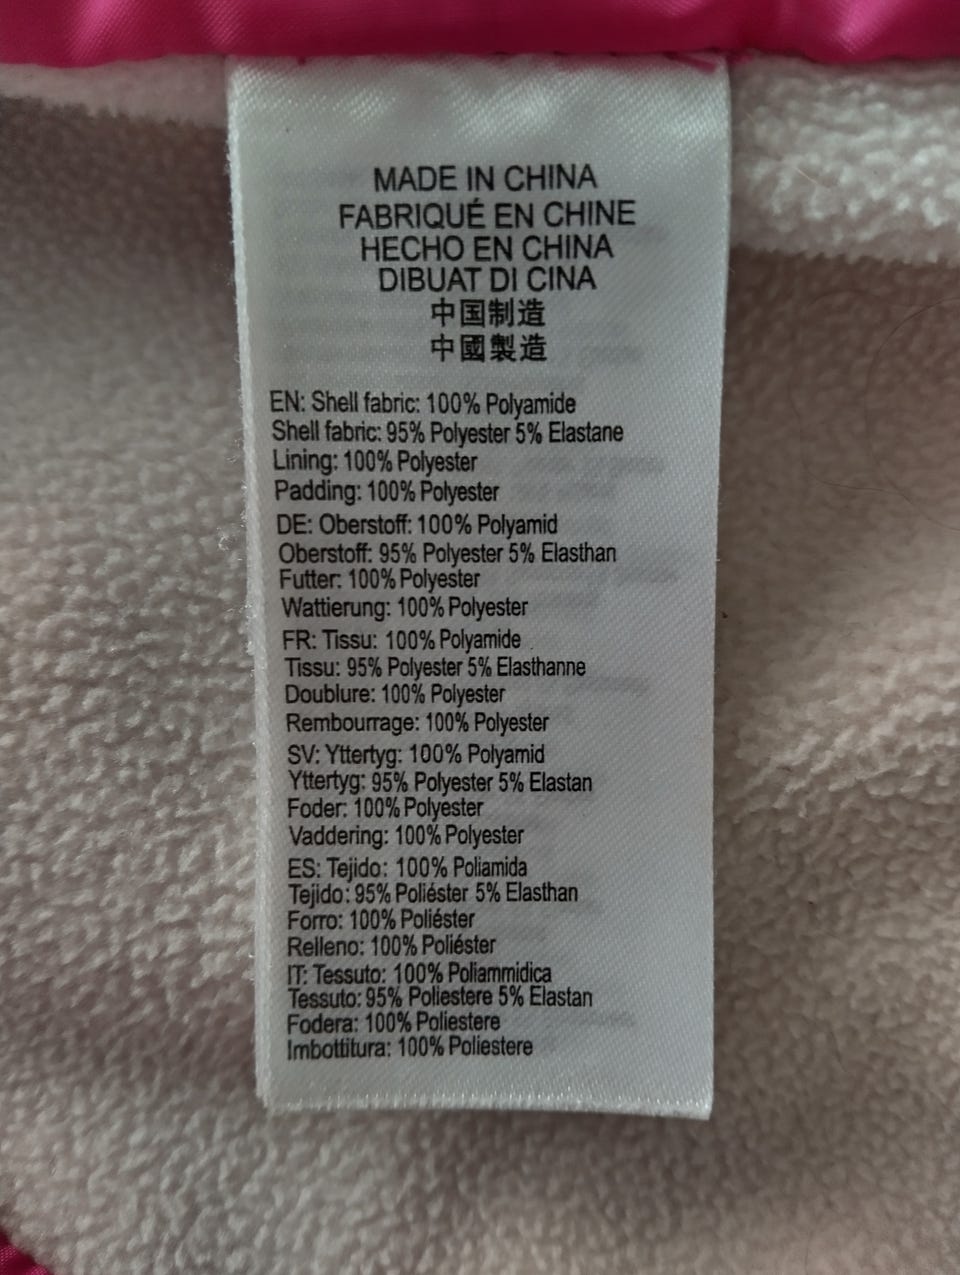 MADE IN CHINA
FABRIQUÉ EN CHINE
HECHO EN CHINA
DIBUAT DI CINA
中国制造
中國製造
EN: Shell fabric: 100% Polyamide
Shell fabric: 95% Polyester 5% Elastane
Lining: 100% Polyester
Padding: 100% Polyester
DE: Oberstoff: 100% Polyamid
Oberstoff: 95% Polyester 5% Elasthan
Futter: 100% Polyester
Wattierung: 100% Polyester
FR: Tissu: 100% Polyamide
Tissu: 95% Polyester 5% Elasthanne
Doublure: 100% Polyester
Rembourrage: 100% Polyester
SV: Yttertyg: 100% Polyamid
Yttertyg: 95% Polyester 5% Elastan
Foder: 100% Polyester
Vaddering: 100% Polyester
ES: Tejido: 100% Poliamida
Tejido: 95% Poliéster 5% Elasthan
Forro: 100% Poliéster
Relleno: 100% Poliéster
IT: Tessuto: 100% Poliammidica
Tessuto: 95% Poliestere 5% Elastan
Fodera: 100% Poliestere
Imbottitura: 100% Poliestere